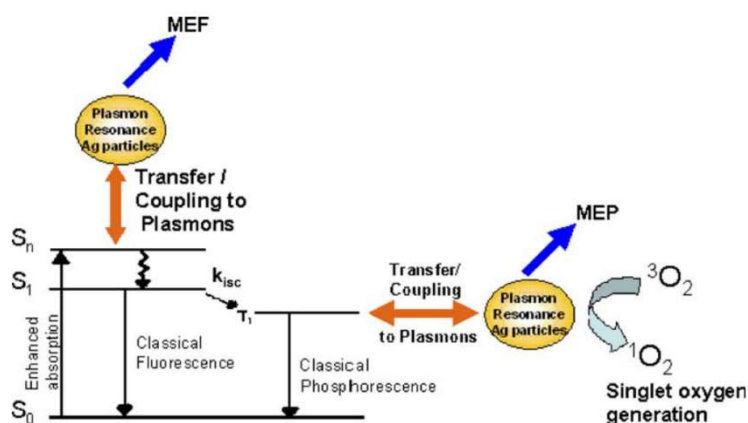 MEF
Plasmon
Resonance
Ag particles
Transfer /
Coupling to
Plasmons
Sn
S1
kisc
T1
Enhanced
absorption
Classical
Fluorescence
Classical
Phosphorescence
S0
Transfer/
Coupling
to Plasmons
MEP
Plasmon
Resonance
Ag particles
3O2
1O2
Singlet oxygen
generation